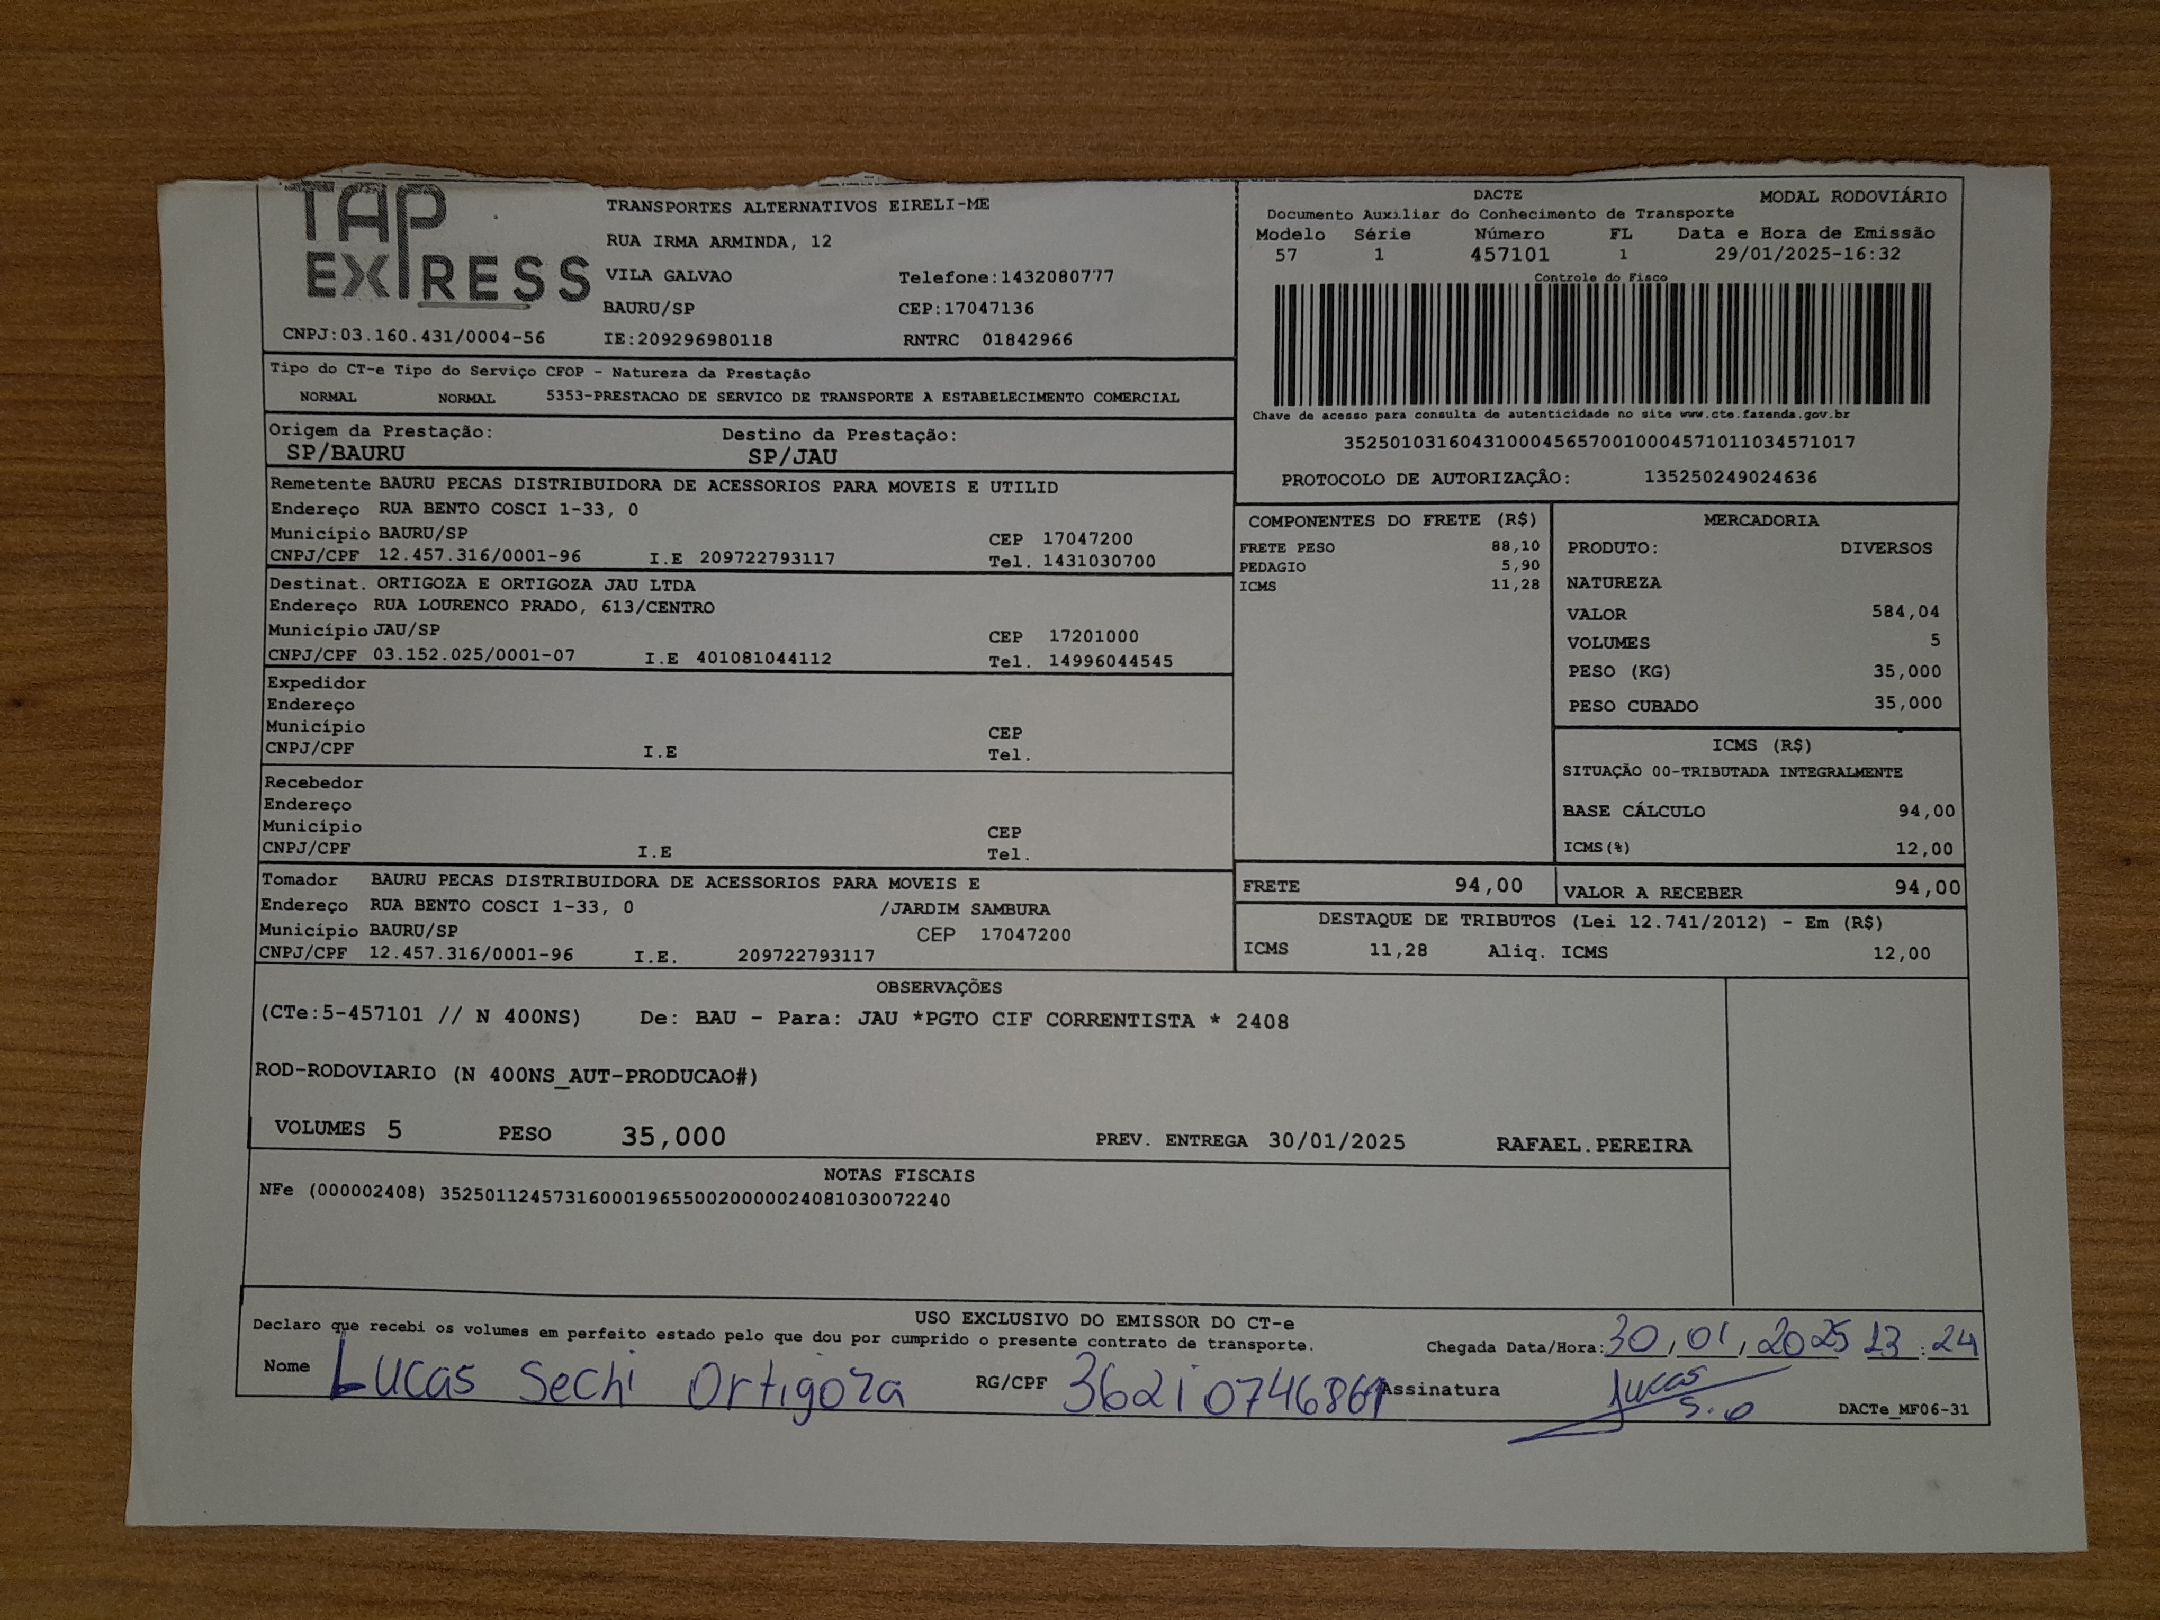 TAP
EXPRESS
TRANSPORTES ALTERNATIVOS EIRELI-ME
RUA IRMA ARMINDA, 12
VILA GALVAO Telefone:1432080777
BAURU/SP CEP:17047136
CNPJ:03.160.431/0004-56 IE:209296980118 RNTRC 01842966
DACTE MODAL RODOVIÁRIO
Documento Auxiliar do Conhecimento de Transporte
Modelo Série Número FL Data e Hora de Emissão
57 1 457101 1 29/01/2025-16:32
Controle do Fisco
Chave de acesso para consulta de autenticidade no site www.cte.fazenda.gov.br
35250103160431000456570010004571011034571017
PROTOCOLO DE AUTORIZAÇÃO: 135250249024636
Tipo do CT-e Tipo do Serviço CFOP - Natureza da Prestação
NORMAL NORMAL 5353-PRESTACAO DE SERVICO DE TRANSPORTE A ESTABELECIMENTO COMERCIAL
Origem da Prestação: Destino da Prestação:
SP/BAURU SP/JAU
Remetente BAURU PECAS DISTRIBUIDORA DE ACESSORIOS PARA MOVEIS E UTILID
Endereço RUA BENTO COSCI 1-33, 0
Município BAURU/SP CEP 17047200
CNPJ/CPF 12.457.316/0001-96 I.E 209722793117 Tel. 1431030700
Destinat. ORTIGOZA E ORTIGOZA JAU LTDA
Endereço RUA LOURENCO PRADO, 613/CENTRO
Município JAU/SP CEP 17201000
CNPJ/CPF 03.152.025/0001-07 I.E 401081044112 Tel. 14996044545
Expedidor
Endereço
Município CEP
CNPJ/CPF I.E Tel.
Recebedor
Endereço
Município CEP
CNPJ/CPF I.E Tel.
Tomador BAURU PECAS DISTRIBUIDORA DE ACESSORIOS PARA MOVEIS E
Endereço RUA BENTO COSCI 1-33, 0 /JARDIM SAMBURA
Município BAURU/SP CEP 17047200
CNPJ/CPF 12.457.316/0001-96 I.E. 209722793117
COMPONENTES DO FRETE (R$)
FRETE PESO 88,10
PEDAGIO 5,90
ICMS 11,28
MERCADORIA
PRODUTO: DIVERSOS
NATUREZA
VALOR 584,04
VOLUMES 5
PESO (KG) 35,000
PESO CUBADO 35,000
ICMS (R$)
SITUAÇÃO 00-TRIBUTADA INTEGRALMENTE
BASE CÁLCULO 94,00
ICMS(%) 12,00
FRETE 94,00 VALOR A RECEBER 94,00
DESTAQUE DE TRIBUTOS (Lei 12.741/2012) - Em (R$)
ICMS 11,28 Aliq. ICMS 12,00
OBSERVAÇÕES
(CTe:5-457101 // N 400NS) De: BAU - Para: JAU *PGTO CIF CORRENTISTA * 2408
ROD-RODOVIARIO (N 400NS_AUT-PRODUCAO#)
VOLUMES 5 PESO 35,000 PREV. ENTREGA 30/01/2025 RAFAEL.PEREIRA
NOTAS FISCAIS
NFe (000002408) 35250112457316000196550020000024081030072240
USO EXCLUSIVO DO EMISSOR DO CT-e
Declaro que recebi os volumes em perfeito estado pelo que dou por cumprido o presente contrato de transporte. Chegada Data/Hora: 30/01/2025 13:24
Nome Lucas Sechi Ortigoza RG/CPF 36210746861 Assinatura Lucas S.O DACTe_MF06-31